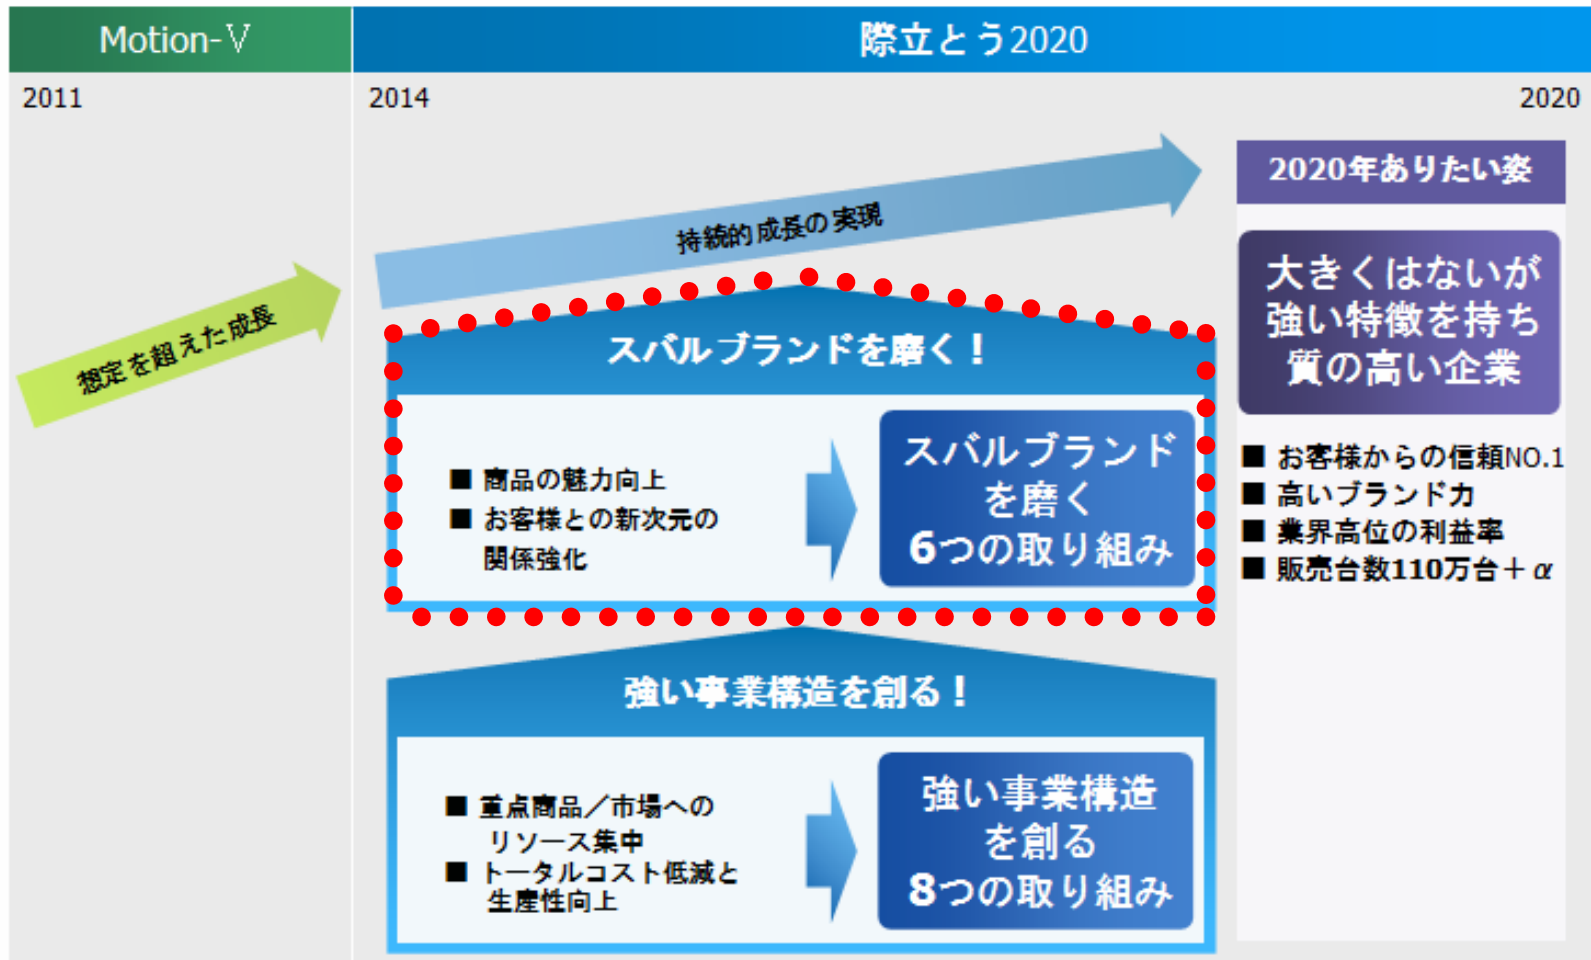 Motion-Ⅴ
際立とう2020
2011
2014
2020
想定を超えた成長
持続的成長の実現
スバルブランドを磨く！
■ 商品の魅力向上
■ お客様との新次元の
関係強化
スバルブランド
を磨く
6つの取り組み
強い事業構造を創る！
■ 重点商品／市場への
リソース集中
■ トータルコスト低減と
生産性向上
強い事業構造
を創る
8つの取り組み
2020年ありたい姿
大きくはないが
強い特徴を持ち
質の高い企業
■ お客様からの信頼NO.1
■ 高いブランド力
■ 業界高位の利益率
■ 販売台数110万台＋α